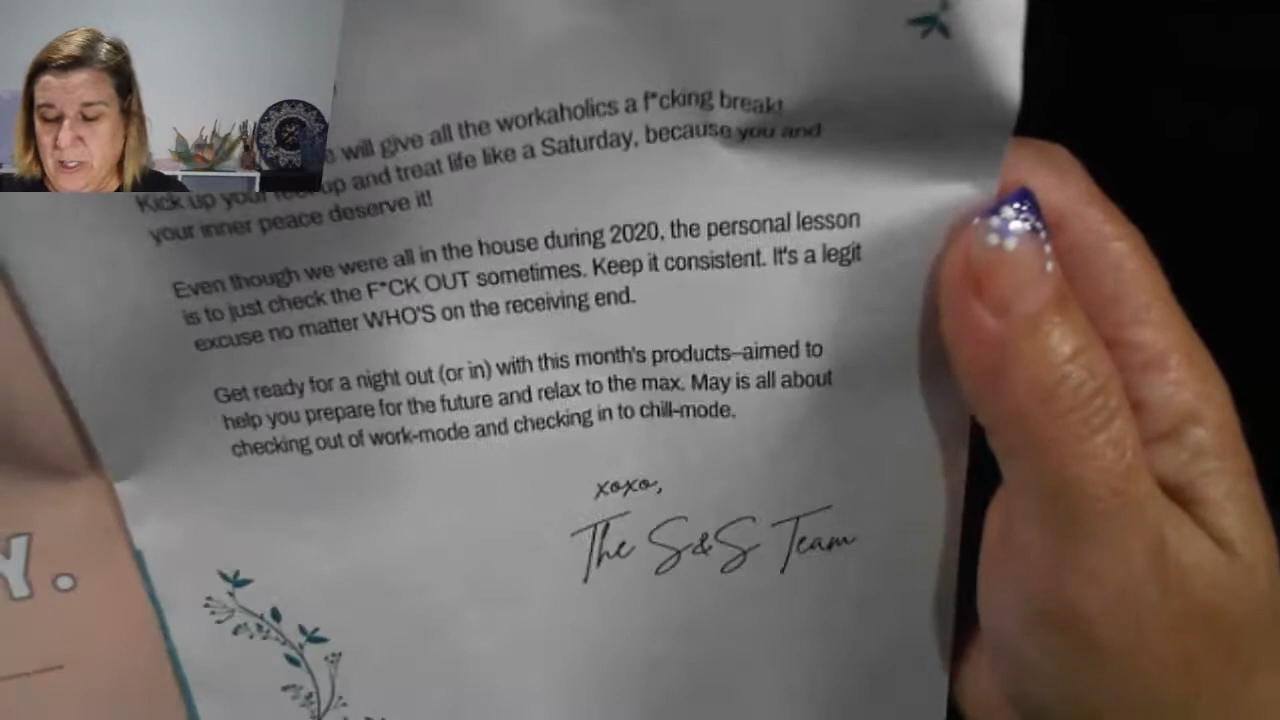 will give all the workaholics a f*cking break!
Kick up your feet up and treat life like a Saturday, because you and
your inner peace deserve it!
Even though we were all in the house during 2020, the personal lesson
is to just check the F*CK OUT sometimes. Keep it consistent. It's a legit
excuse no matter WHO'S on the receiving end.
Get ready for a night out (or in) with this month's products–aimed to
help you prepare for the future and relax to the max. May is all about
checking out of work-mode and checking in to chill-mode.
xoxo,
The S&S Team
Y.